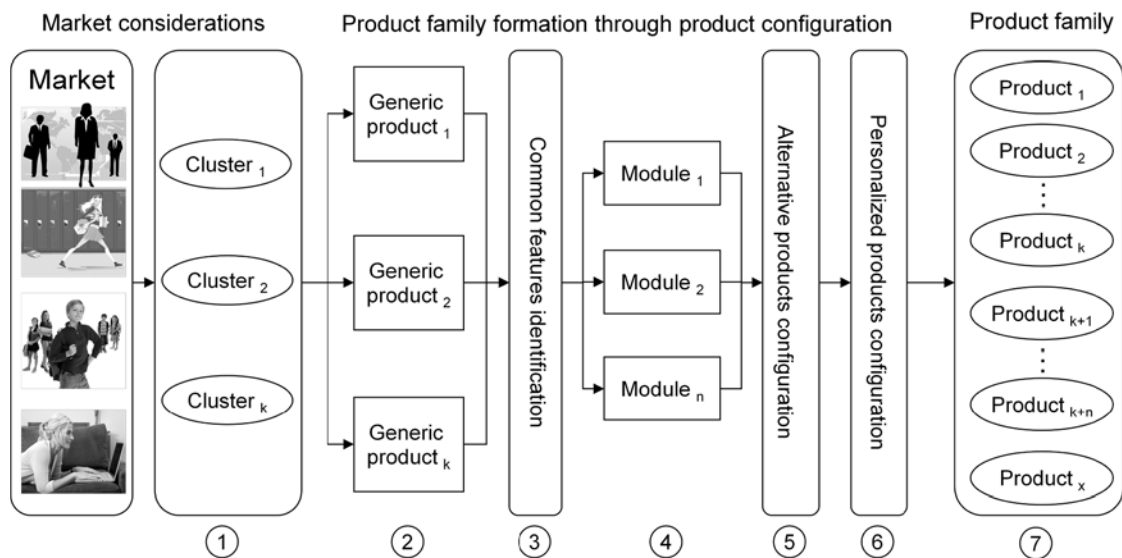 Market considerations
Product family formation through product configuration
Product family
Market
Cluster 1
Cluster 2
Cluster k
Generic
product 1
Generic
product 2
Generic
product k
Common features identification
Module 1
Module 2
Module n
Alternative products configuration
Personalized products configuration
Product 1
Product 2
Product k
Product k+1
Product k+n
Product x
1
2
3
4
5
6
7